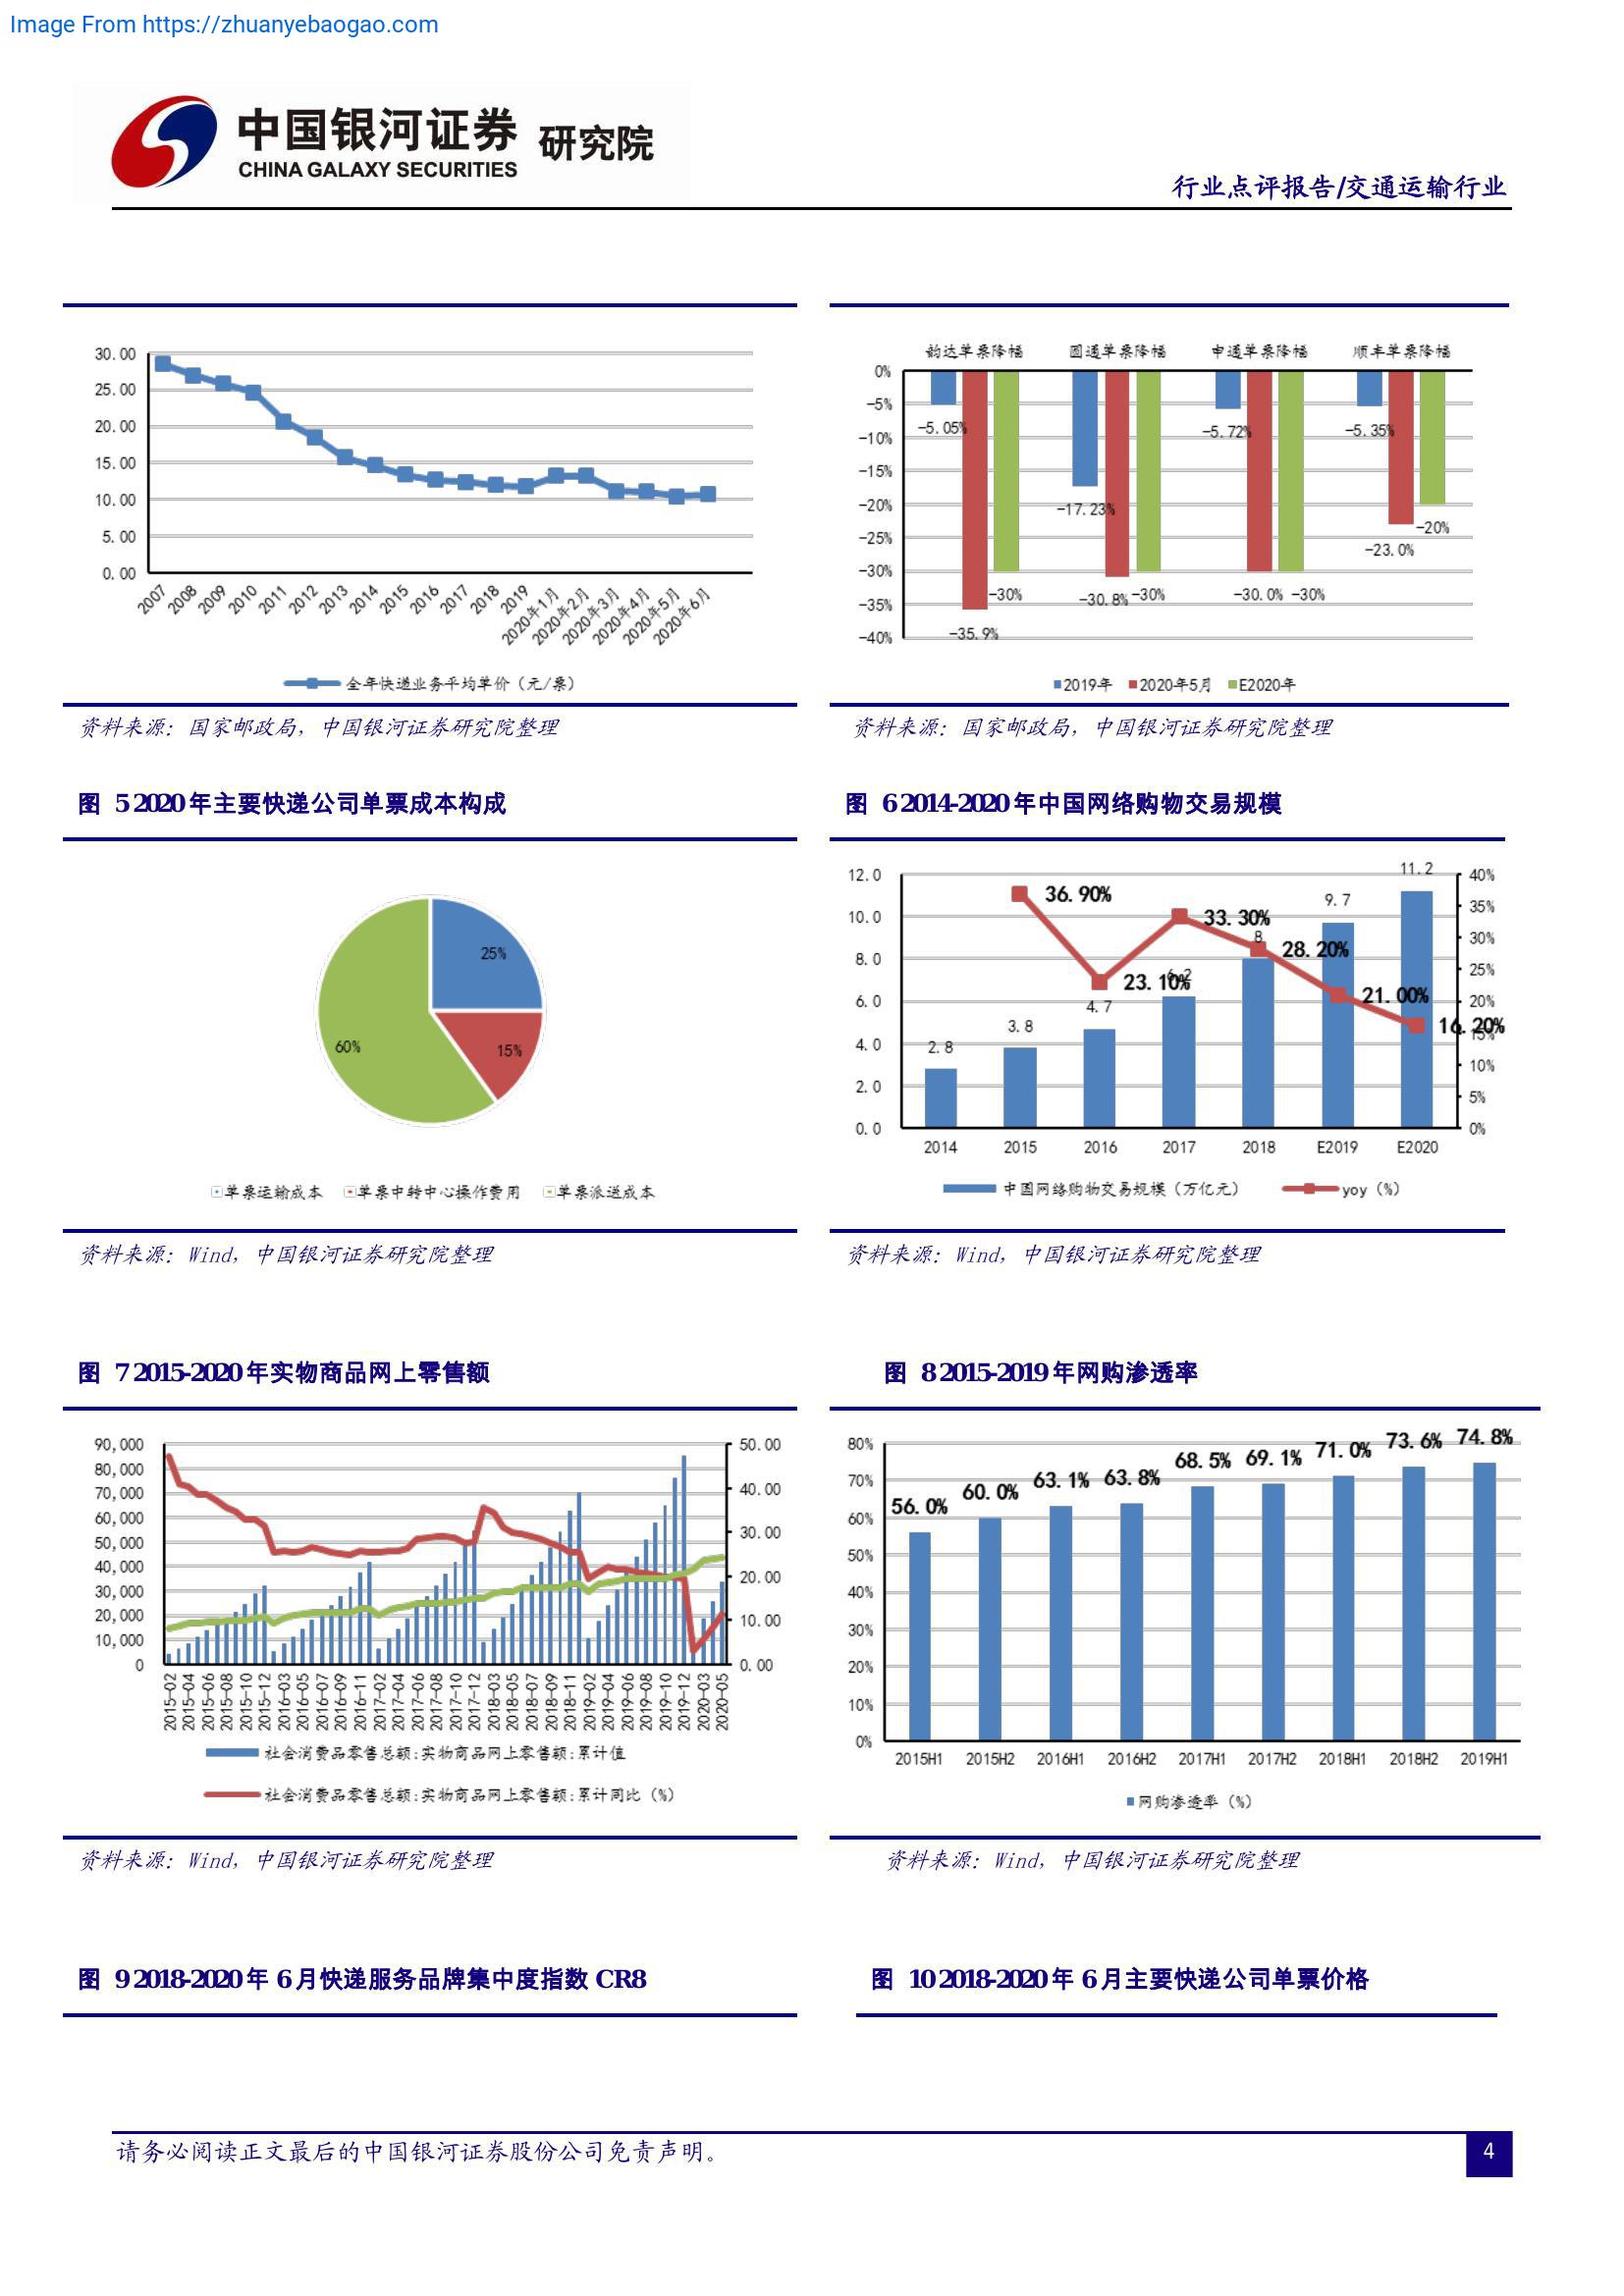 Image From https://zhuanyebaogao.com
中国银河证券 研究院
CHINA GALAXY SECURITIES
行业点评报告/交通运输行业
30.00
25.00
20.00
15.00
10.00
5.00
0.00
2007 2008 2009 2010 2011 2012 2013 2014 2015 2016 2017 2018 2019 2020年1月 2020年2月 2020年3月 2020年4月 2020年5月 2020年6月
全年快递业务平均单价（元/票）
资料来源：国家邮政局，中国银河证券研究院整理
韵达单票降幅 圆通单票降幅 申通单票降幅 顺丰单票降幅
0%
-5%
-10%
-15%
-20%
-25%
-30%
-35%
-40%
-5.05% -35.9% -30%
-17.23% -30.8% -30%
-5.72% -30.0% -30%
-5.35% -23.0% -20%
2019年 2020年5月 E2020年
资料来源：国家邮政局，中国银河证券研究院整理
图 5 2020 年主要快递公司单票成本构成
25%
15%
60%
单票运输成本 单票中转中心操作费用 单票派送成本
资料来源：Wind，中国银河证券研究院整理
图 6 2014-2020 年中国网络购物交易规模
12.0
10.0
8.0
6.0
4.0
2.0
0.0
40%
35%
30%
25%
20%
15%
10%
5%
0%
2.8 3.8 4.7 6.2 8 9.7 11.2
36.90% 23.10% 33.30% 28.20% 21.00% 16.20%
2014 2015 2016 2017 2018 E2019 E2020
中国网络购物交易规模（万亿元） yoy（%）
资料来源：Wind，中国银河证券研究院整理
图 7 2015-2020 年实物商品网上零售额
90,000
80,000
70,000
60,000
50,000
40,000
30,000
20,000
10,000
0
50.00
40.00
30.00
20.00
10.00
0.00
2015-02 2015-04 2015-06 2015-08 2015-10 2015-12 2016-03 2016-05 2016-07 2016-09 2016-11 2017-02 2017-04 2017-06 2017-08 2017-10 2017-12 2018-03 2018-05 2018-07 2018-09 2018-11 2019-02 2019-04 2019-06 2019-08 2019-10 2019-12 2020-03 2020-05
社会消费品零售总额:实物商品网上零售额:累计值
社会消费品零售总额:实物商品网上零售额:累计同比（%）
资料来源：Wind，中国银河证券研究院整理
图 8 2015-2019 年网购渗透率
80%
70%
60%
50%
40%
30%
20%
10%
0%
56.0% 60.0% 63.1% 63.8% 68.5% 69.1% 71.0% 73.6% 74.8%
2015H1 2015H2 2016H1 2016H2 2017H1 2017H2 2018H1 2018H2 2019H1
网购渗透率（%）
资料来源：Wind，中国银河证券研究院整理
图 9 2018-2020 年 6 月快递服务品牌集中度指数 CR8
图 10 2018-2020 年 6 月主要快递公司单票价格
请务必阅读正文最后的中国银河证券股份公司免责声明。
4